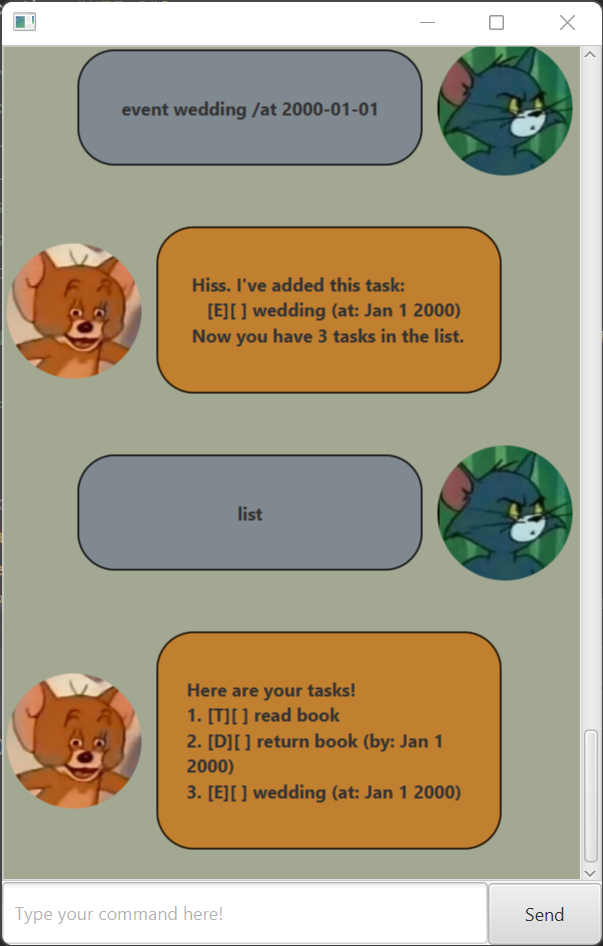 event wedding /at 2000-01-01
Hiss. I've added this task:
[E][ ] wedding (at: Jan 1 2000)
Now you have 3 tasks in the list.
list
Here are your tasks!
1. [T][ ] read book
2. [D][ ] return book (by: Jan 1
2000)
3. [E][ ] wedding (at: Jan 1 2000)
Type your command here!
Send